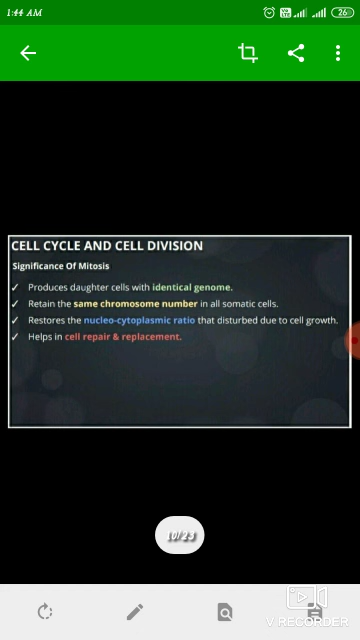 1:44 AM
26
CELL CYCLE AND CELL DIVISION
Significance Of Mitosis
✓ Produces daughter cells with identical genome.
✓ Retain the same chromosome number in all somatic cells.
✓ Restores the nucleo-cytoplasmic ratio that disturbed due to cell growth.
✓ Helps in cell repair & replacement.
10/23
V RECORDER